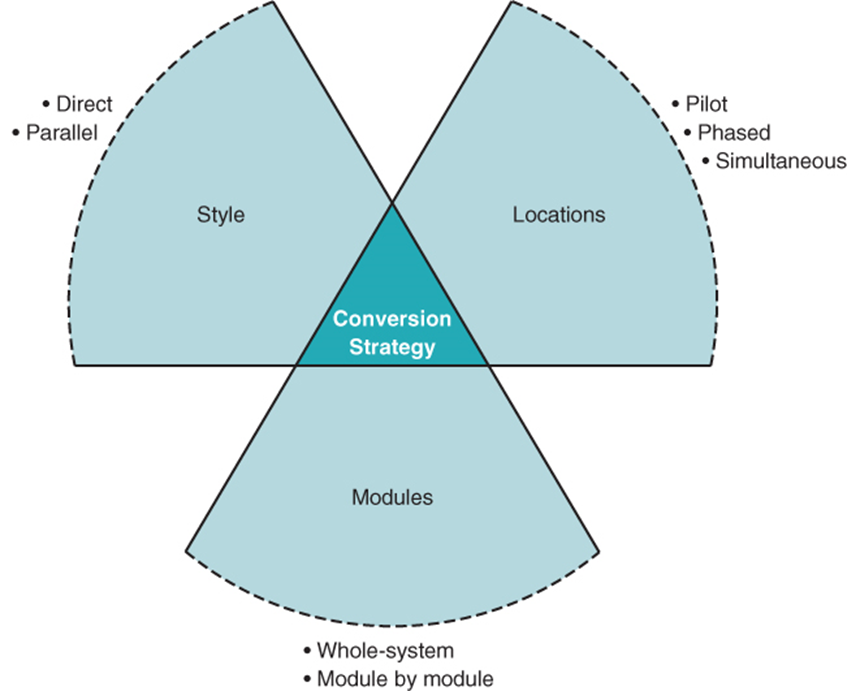 • Direct
• Parallel
• Pilot
• Phased
• Simultaneous
Style
Locations
Conversion
Strategy
Modules
• Whole-system
• Module by module